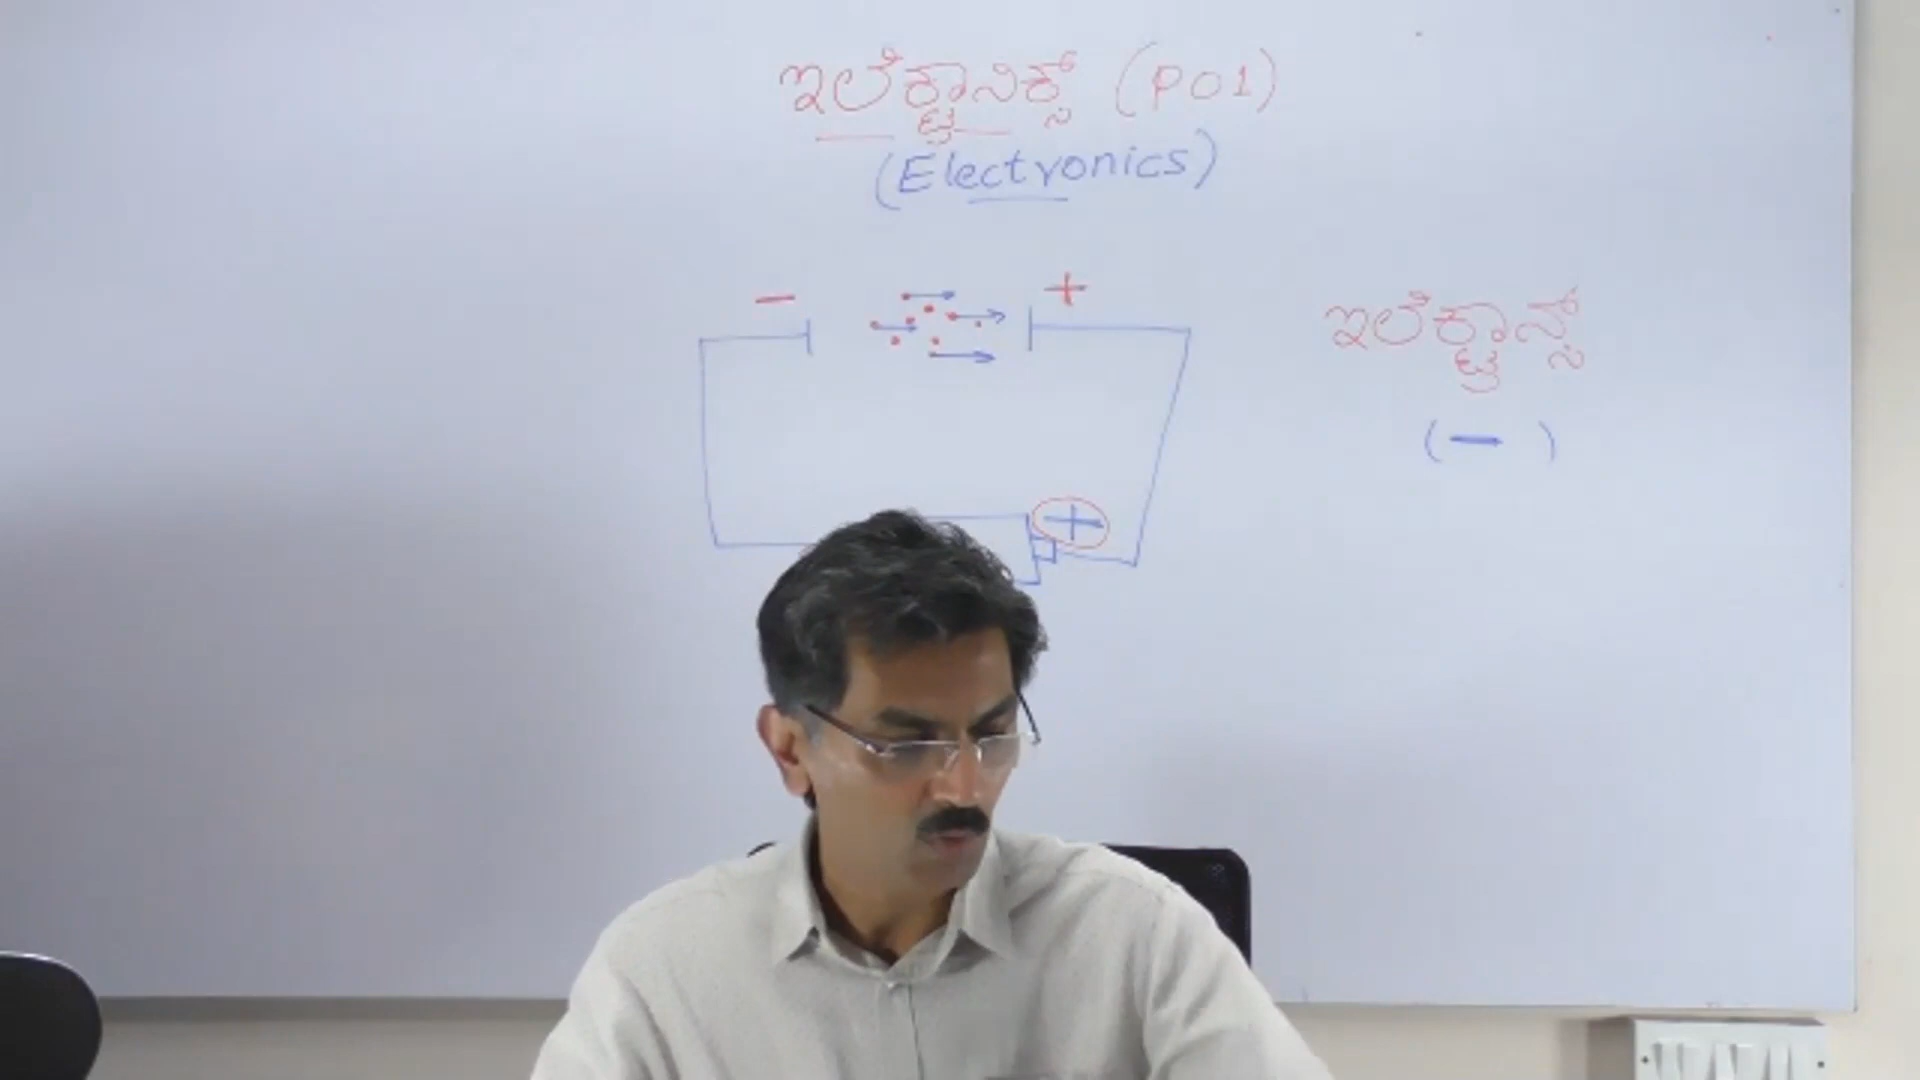 ಇಲೆಕ್ಟ್ರಾನಿಕ್ಸ್ (P01)
(Electronics)
− +
ಇಲೆಕ್ಟ್ರಾನ್ಸ್
(−)
+